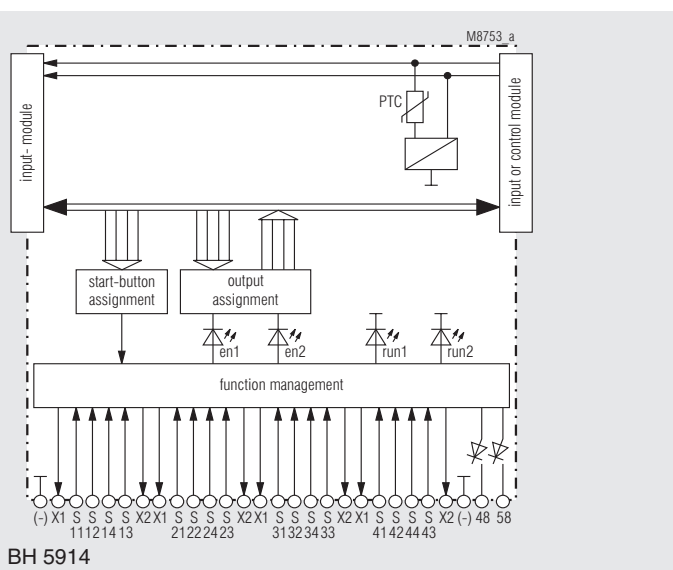 M8753_a
PTC
input- module
input or control module
start-button
assignment
output
assignment
en1
en2
run1
run2
function management
(-) X1 S S S S X2 X1 S S S S X2 X1 S S S S X2 X1 S S S S X2 (-) 48 58
11 12 14 13 21 22 24 23 31 32 34 33 41 42 44 43
BH 5914